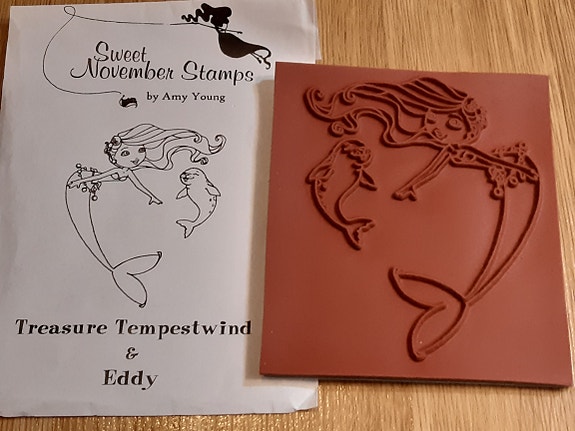 Sweet
November Stamps
by Amy Young
Treasure Tempestwind
&
Eddy